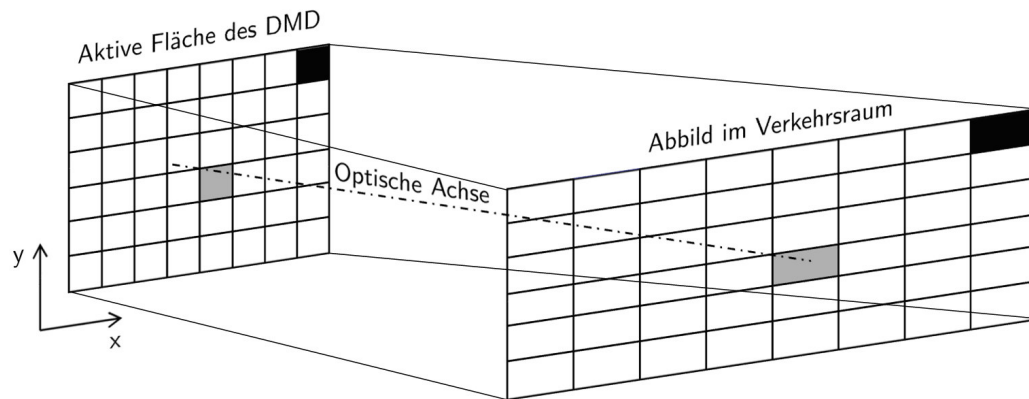 Aktive Fläche des DMD
Abbild im Verkehrsraum
Optische Achse
y
x